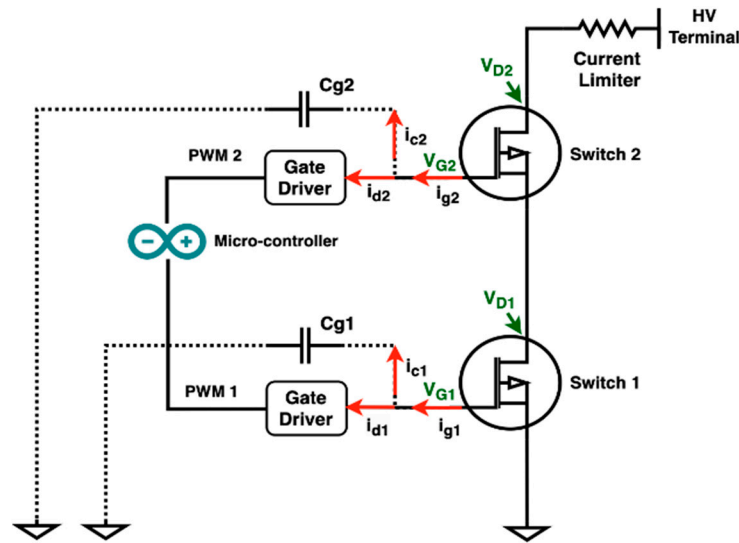 HV
Terminal
Current
Limiter
VD2
Cg2
ic2
PWM 2
Gate
Driver
VG2
id2
ig2
Switch 2
Micro-controller
VD1
Cg1
ic1
PWM 1
Gate
Driver
VG1
id1
ig1
Switch 1